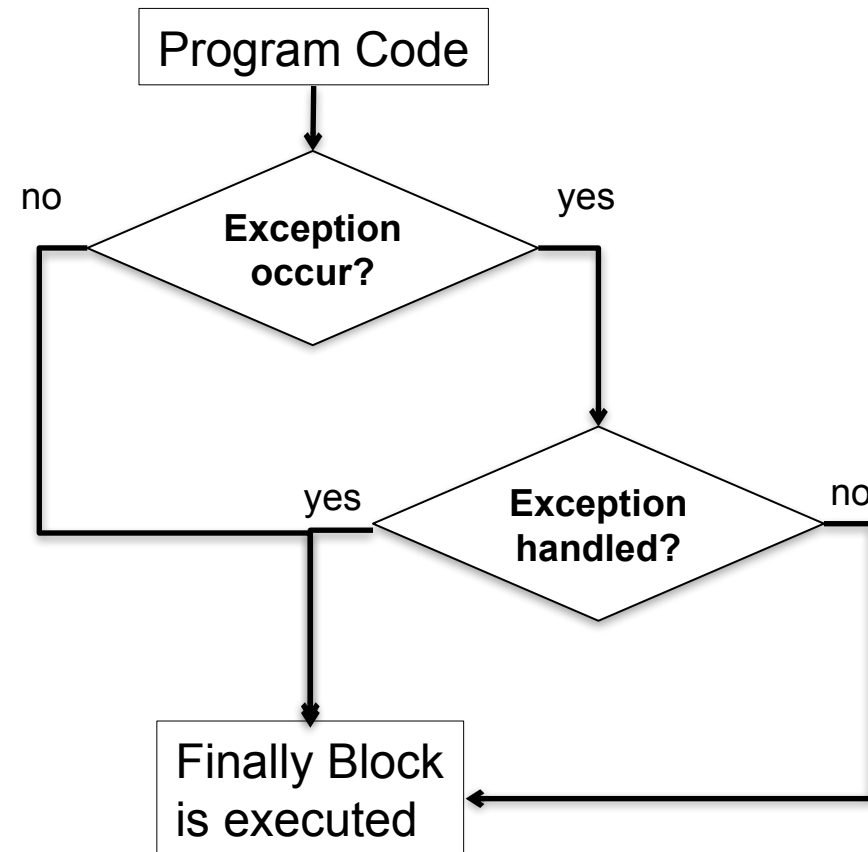 Program Code
no
yes
Exception
occur?
yes
no
Exception
handled?
Finally Block
is executed